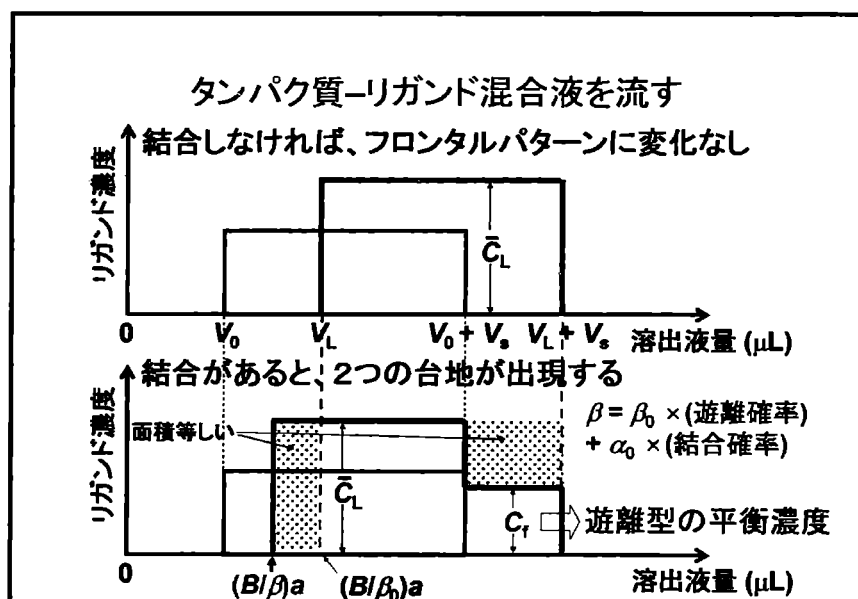 タンパク質–リガンド混合液を流す
結合しなければ、フロンタルパターンに変化なし
リガンド濃度
C̄L
0 V0 VL V0 + Vs VL + Vs 溶出液量 (μL)
結合があると、2つの台地が出現する
面積等しい
β = β0 ×(遊離確率)
+ α0 ×(結合確率)
リガンド濃度
C̄L
Cf 遊離型の平衡濃度
0 (B/β)a (B/β0)a 溶出液量 (μL)